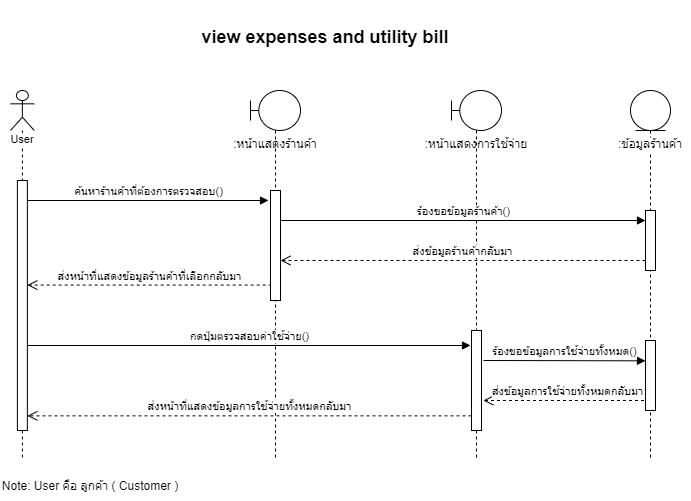 view expenses and utility bill
User
:หน้าแสดงร้านค้า
:หน้าแสดงการใช้จ่าย
:ข้อมูลร้านค้า
ค้นหาร้านค้าที่ต้องการตรวจสอบ()
ร้องขอข้อมูลร้านค้า()
ส่งข้อมูลร้านค้ากลับมา
ส่งหน้าที่แสดงข้อมูลร้านค้าที่เลือกกลับมา
กดปุ่มตรวจสอบค่าใช้จ่าย()
ร้องขอข้อมูลการใช้จ่ายทั้งหมด()
ส่งข้อมูลการใช้จ่ายทั้งหมดกลับมา
ส่งหน้าที่แสดงข้อมูลการใช้จ่ายทั้งหมดกลับมา
Note: User คือ ลูกค้า ( Customer )